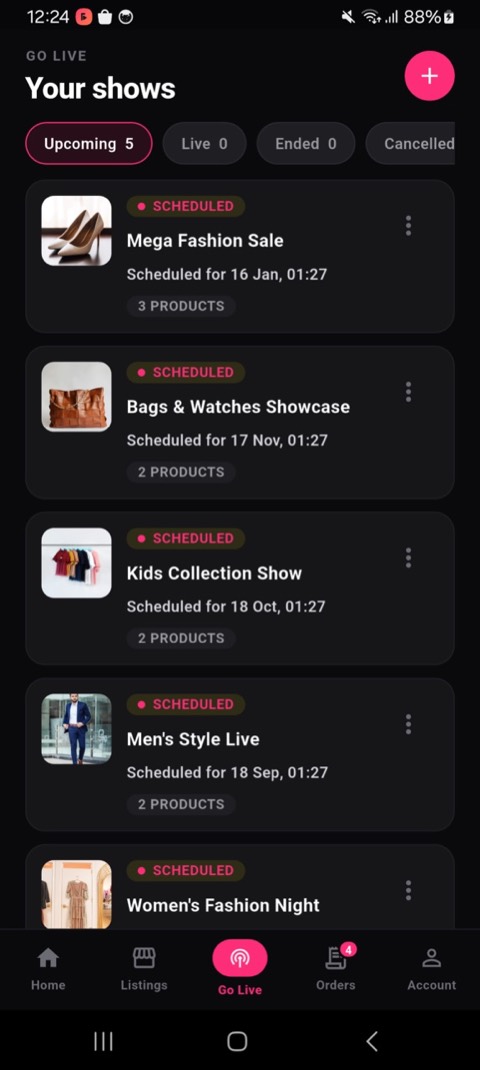 12:24
88%
GO LIVE
Your shows
+
Upcoming 5
Live 0
Ended 0
Cancelled
SCHEDULED
Mega Fashion Sale
Scheduled for 16 Jan, 01:27
3 PRODUCTS
SCHEDULED
Bags & Watches Showcase
Scheduled for 17 Nov, 01:27
2 PRODUCTS
SCHEDULED
Kids Collection Show
Scheduled for 18 Oct, 01:27
2 PRODUCTS
SCHEDULED
Men's Style Live
Scheduled for 18 Sep, 01:27
2 PRODUCTS
SCHEDULED
Women's Fashion Night
4
Home
Listings
Go Live
Orders
Account